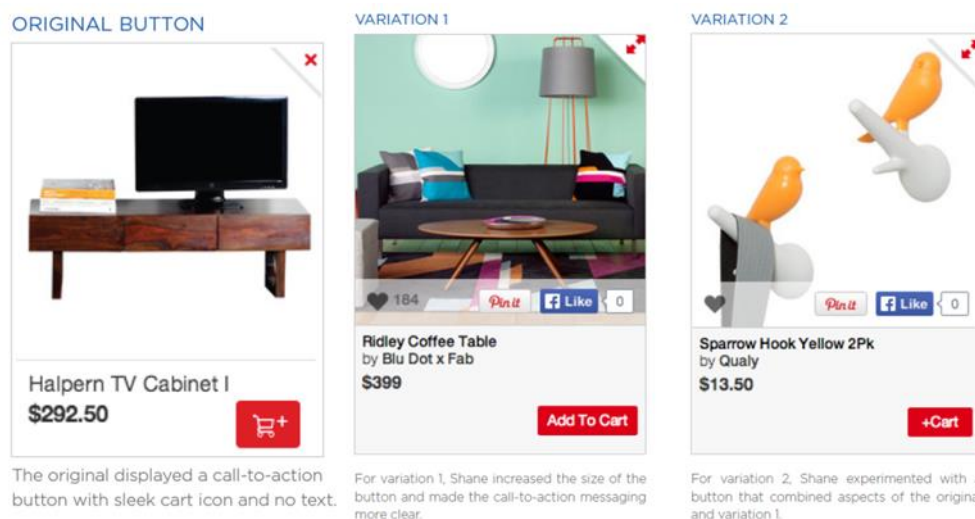 ORIGINAL BUTTON
Halpern TV Cabinet I
$292.50
The original displayed a call-to-action
button with sleek cart icon and no text.
VARIATION 1
184
Pin it
Like
0
Ridley Coffee Table
by Blu Dot x Fab
$399
Add To Cart
For variation 1, Shane increased the size of the
button and made the call-to-action messaging
more clear.
VARIATION 2
Pin it
Like
0
Sparrow Hook Yellow 2Pk
by Qualy
$13.50
+Cart
For variation 2, Shane experimented with
button that combined aspects of the
and variation 1.